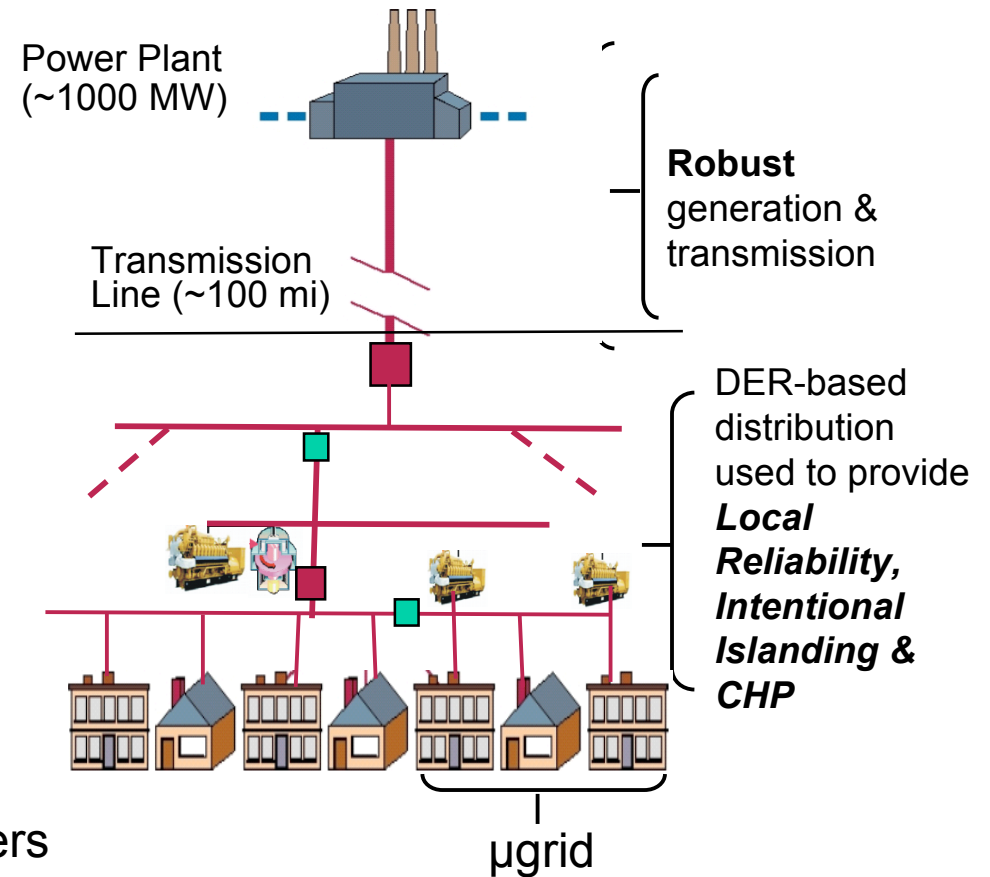 Power Plant
(~1000 MW)
Robust
generation &
transmission
Transmission
Line (~100 mi)
DER-based
distribution
used to provide
Local
Reliability,
Intentional
Islanding &
CHP
ers
µgrid